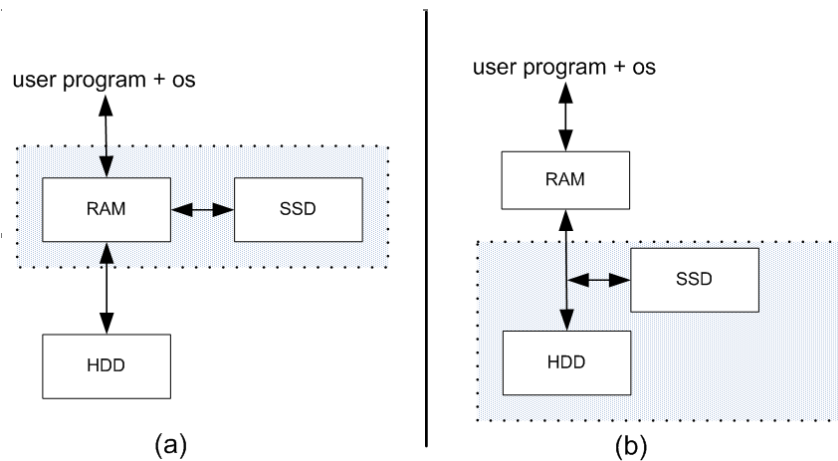 user program + os
RAM
SSD
HDD
(a)
user program + os
RAM
SSD
HDD
(b)